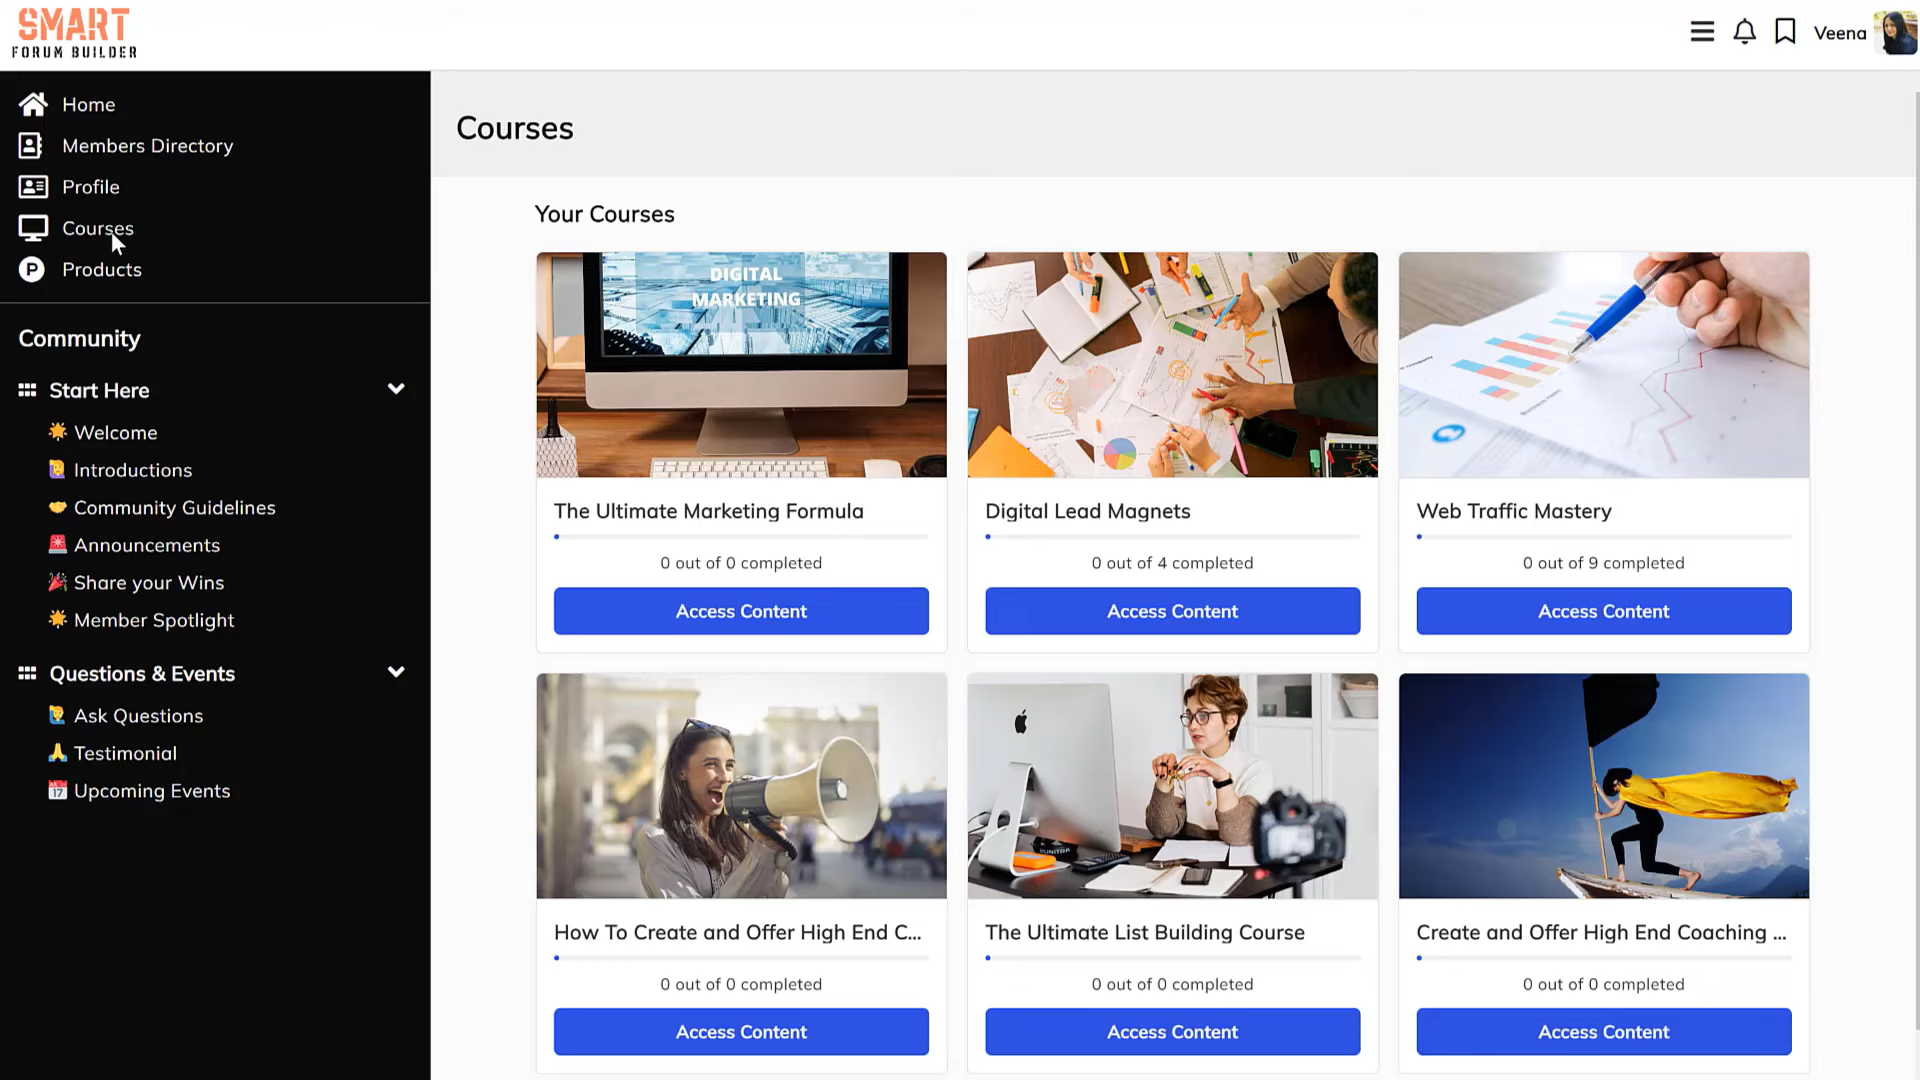 SMART
FORUM BUILDER
Veena
Home
Members Directory
Profile
Courses
Products
Community
Start Here
Welcome
Introductions
Community Guidelines
Announcements
Share your Wins
Member Spotlight
Questions & Events
Ask Questions
Testimonial
17 Upcoming Events
Courses
Your Courses
DIGITAL
MARKETING
The Ultimate Marketing Formula
0 out of 0 completed
Access Content
Digital Lead Magnets
0 out of 4 completed
Access Content
Web Traffic Mastery
0 out of 9 completed
Access Content
How To Create and Offer High End C...
0 out of 0 completed
Access Content
The Ultimate List Building Course
0 out of 0 completed
Access Content
Create and Offer High End Coaching ...
0 out of 0 completed
Access Content